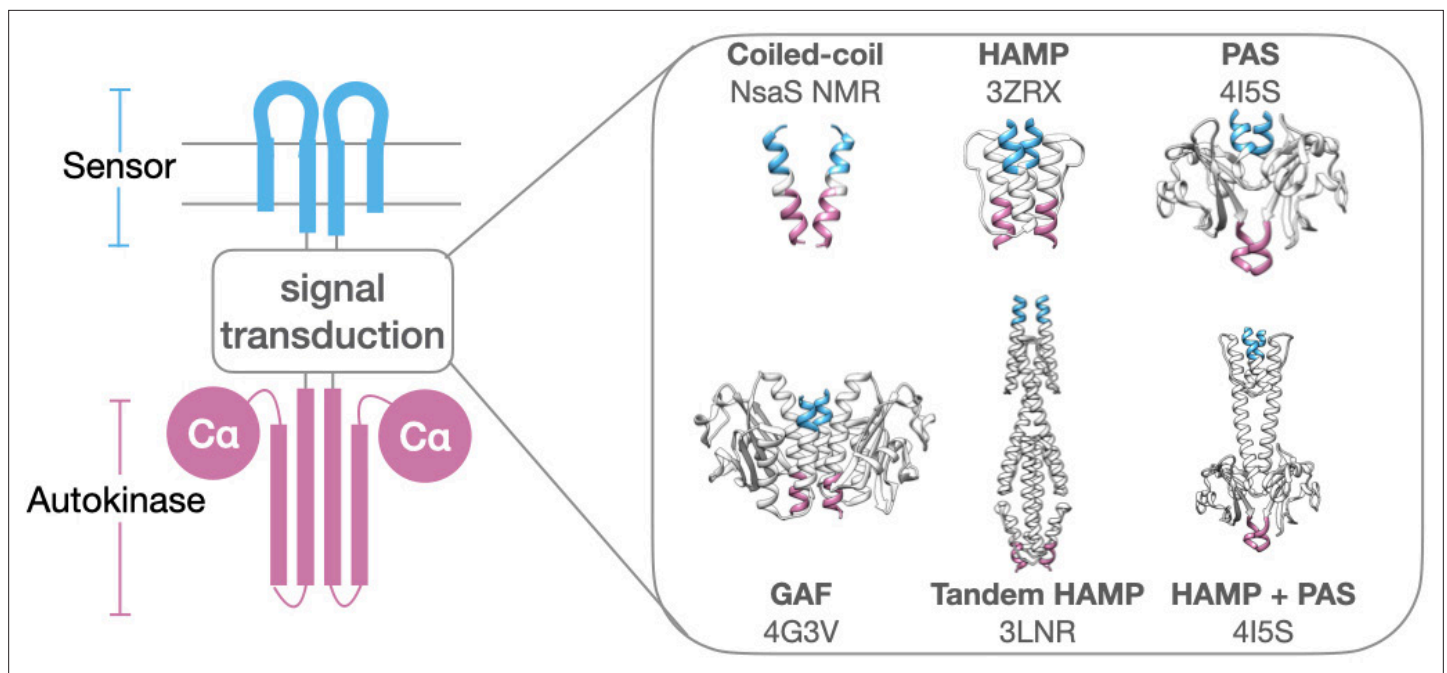 Coiled-coil
NsaS NMR
HAMP
3ZRX
PAS
4I5S
Sensor
signal
transduction
Cα
Cα
Autokinase
GAF
4G3V
Tandem HAMP
3LNR
HAMP + PAS
4I5S